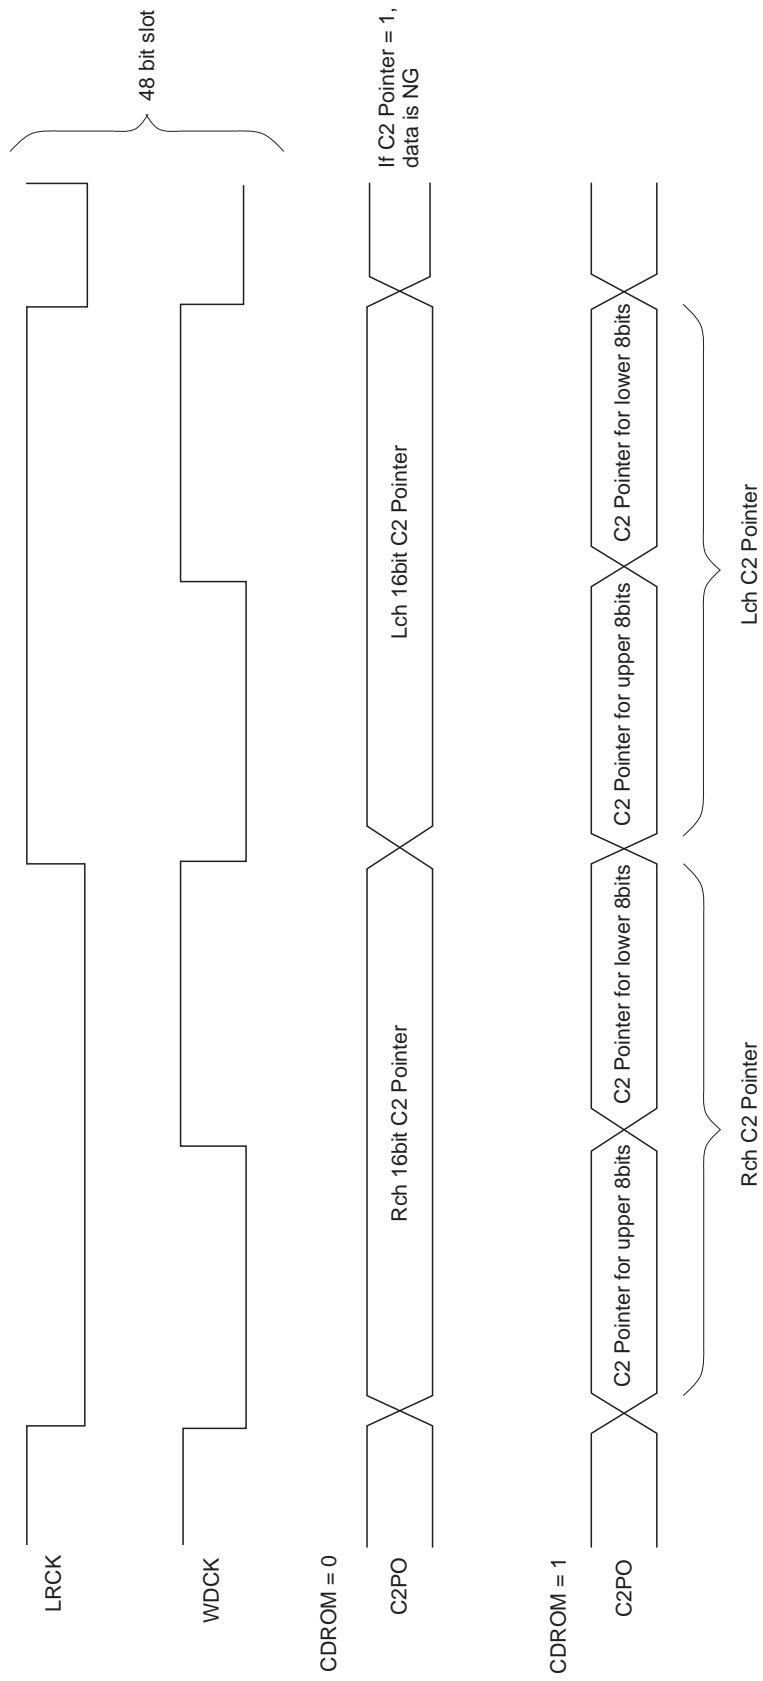 LRCK
48 bit slot
WDCK
CDROM = 0
C2PO
Rch 16bit C2 Pointer
Lch 16bit C2 Pointer
If C2 Pointer = 1,
data is NG
CDROM = 1
C2PO
C2 Pointer for upper 8bits
C2 Pointer for lower 8bits
C2 Pointer for upper 8bits
C2 Pointer for lower 8bits
Rch C2 Pointer
Lch C2 Pointer